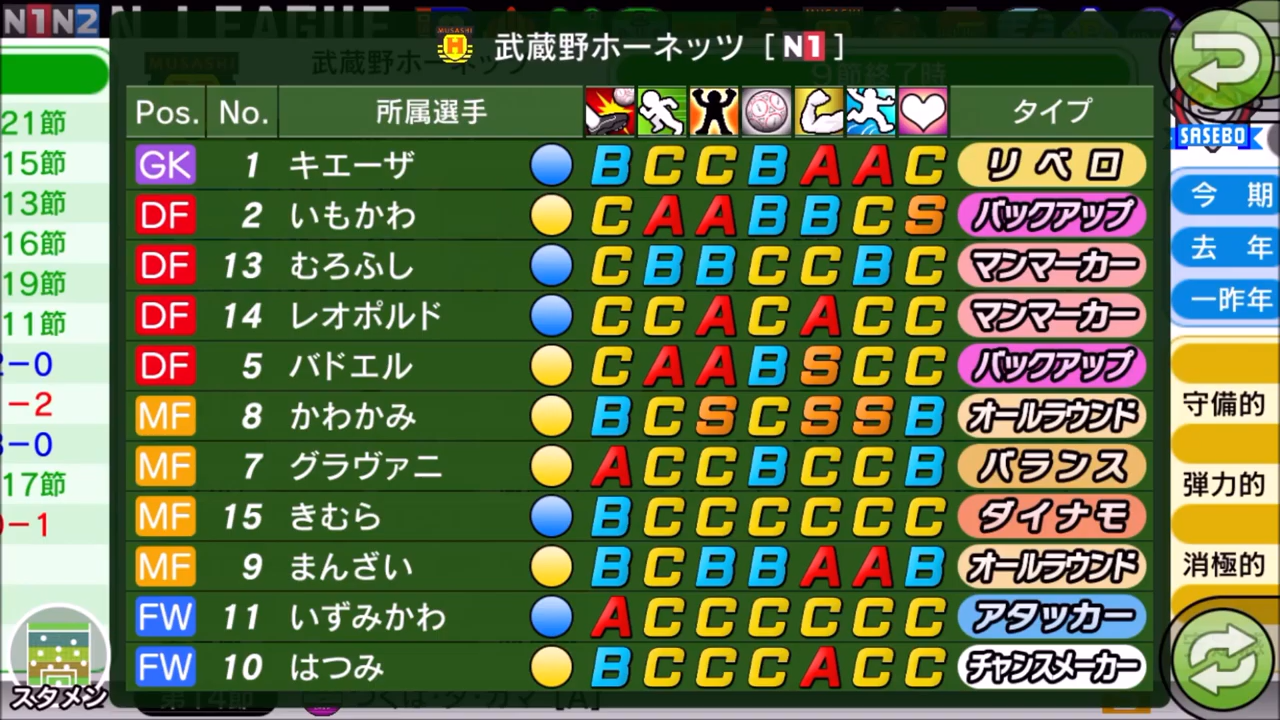 N1N2
MUSASHI
H
武蔵野ホーネッツ [N1]
Pos. No. 所属選手 タイプ
GK 1 キエーザ B C C B A A C リベロ
DF 2 いもかわ C A A B B C S バックアップ
DF 13 むろふし C B B C C B C マンマーカー
DF 14 レオポルド C C A C A C C マンマーカー
DF 5 バドエル C A A B S C C バックアップ
MF 8 かわかみ B C S C S S B オールラウンド
MF 7 グラヴァーニ A C C B C C B バランス
MF 15 きむら B C C C C C C ダイナモ
MF 9 まんざい B C B B A A B オールラウンド
FW 11 いずみかわ A C C C C C C アタッカー
FW 10 はつみ B C C C A C C チャンスメーカー
21節
15節
13節
16節
19節
11節
-0
-2
-0
17節
-1
スタメン
SASEBO
今 期
去 年
一昨年
守備的
弾力的
消極的